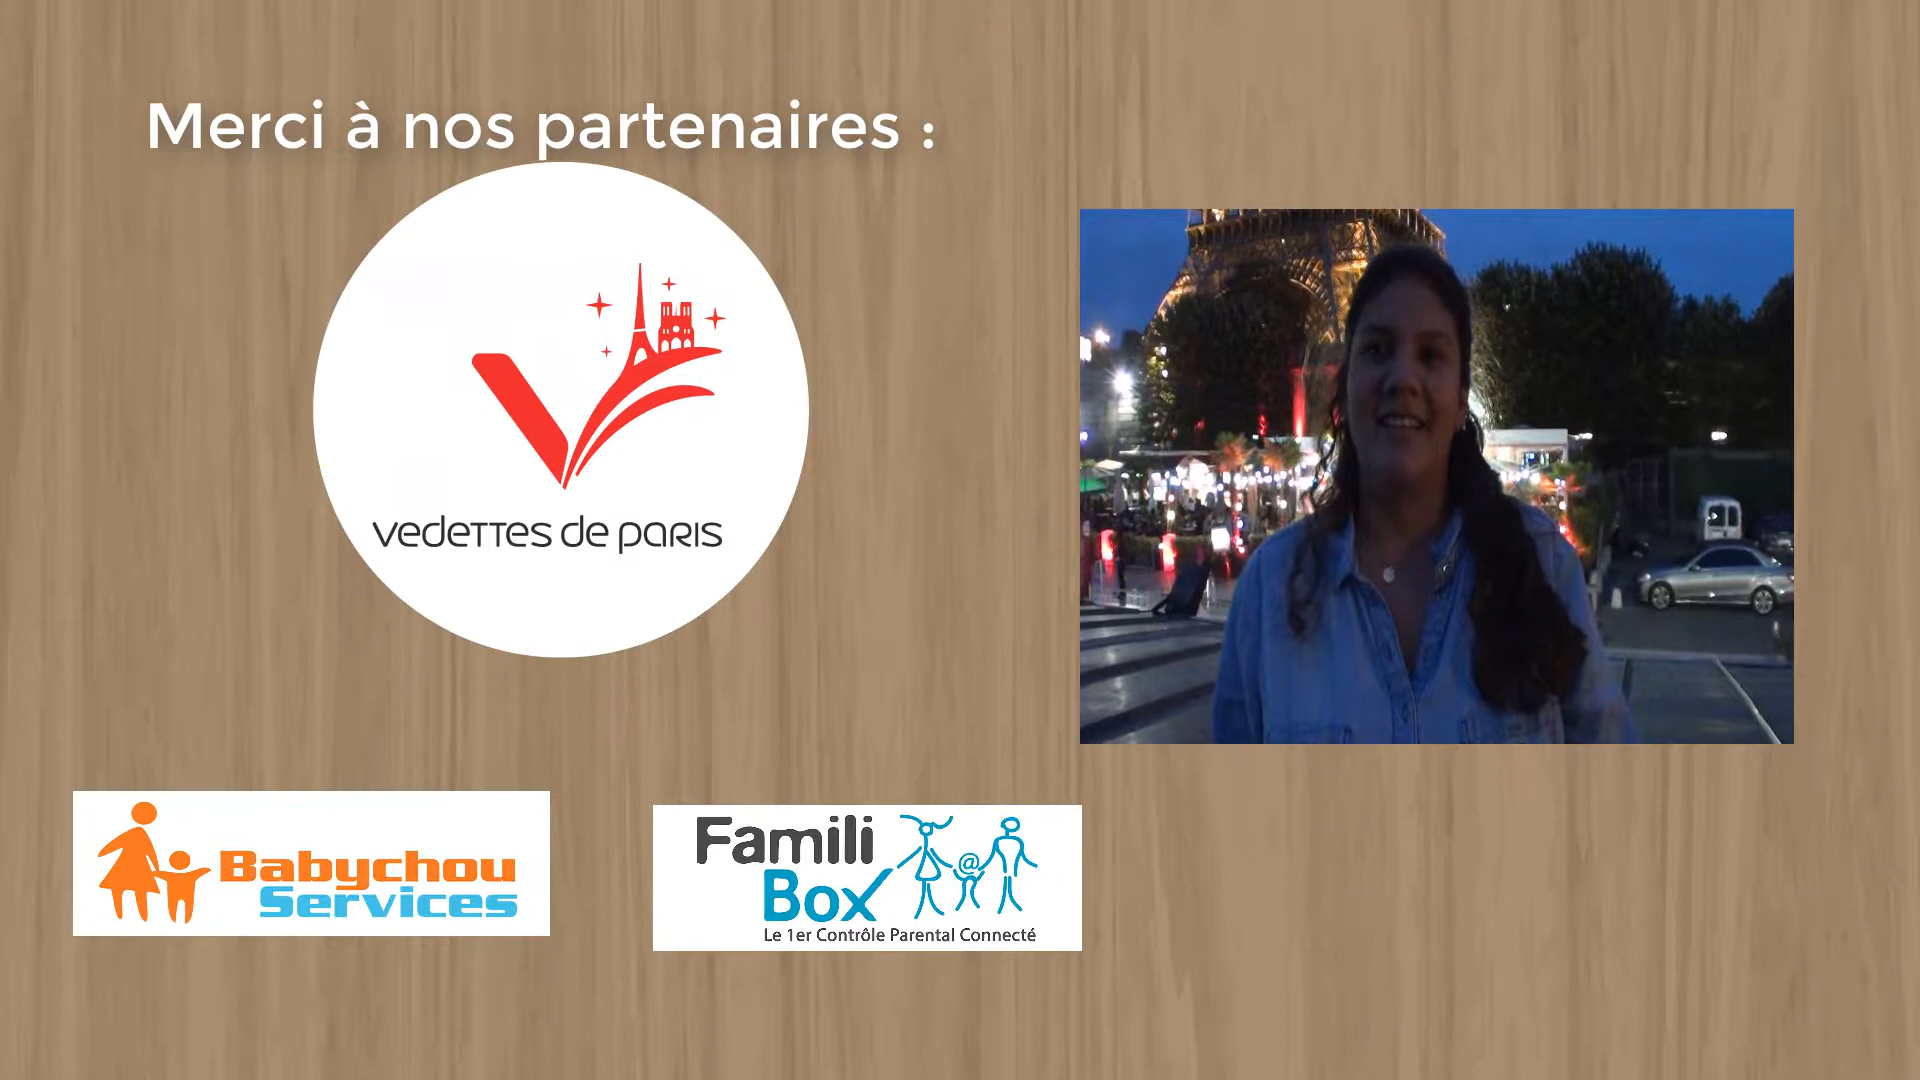 Merci à nos partenaires :
VEDETTES DE PARIS
Babychou
Services
Famili
Box
@
Le 1er Contrôle Parental Connecté